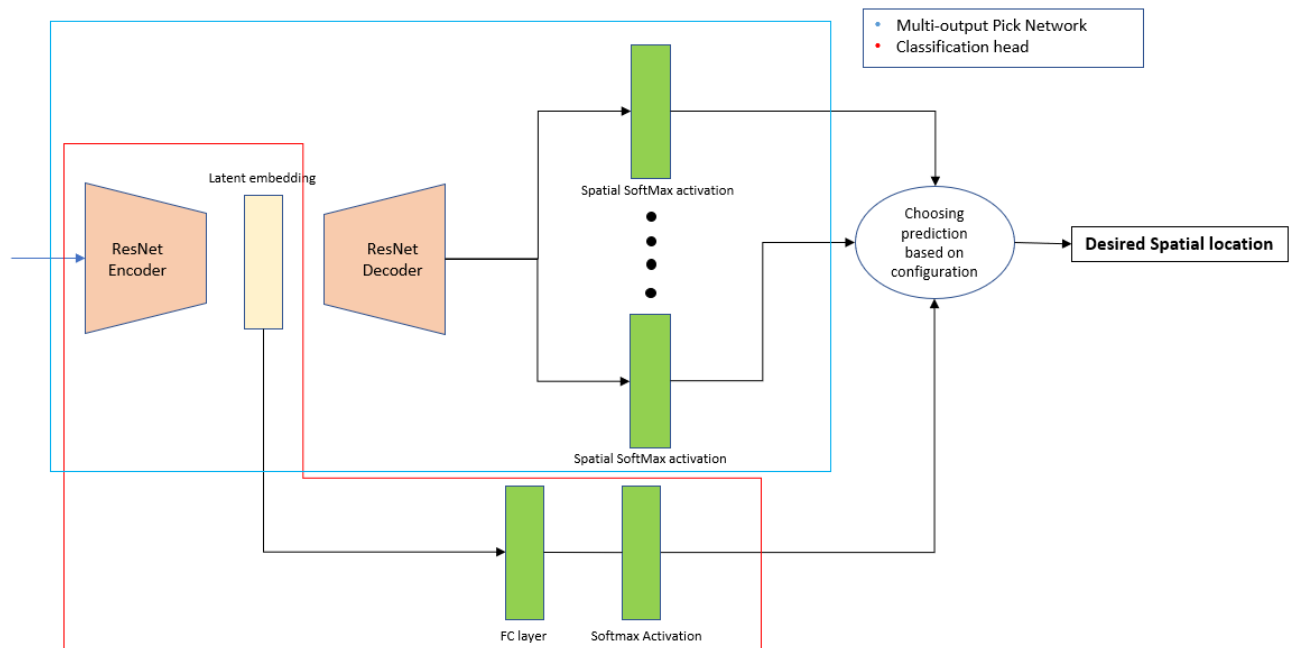 Multi-output Pick Network
Classification head
Latent embedding
ResNet
Encoder
ResNet
Decoder
Spatial SoftMax activation
Spatial SoftMax activation
Choosing
prediction
based on
configuration
Desired Spatial location
FC layer
Softmax Activation